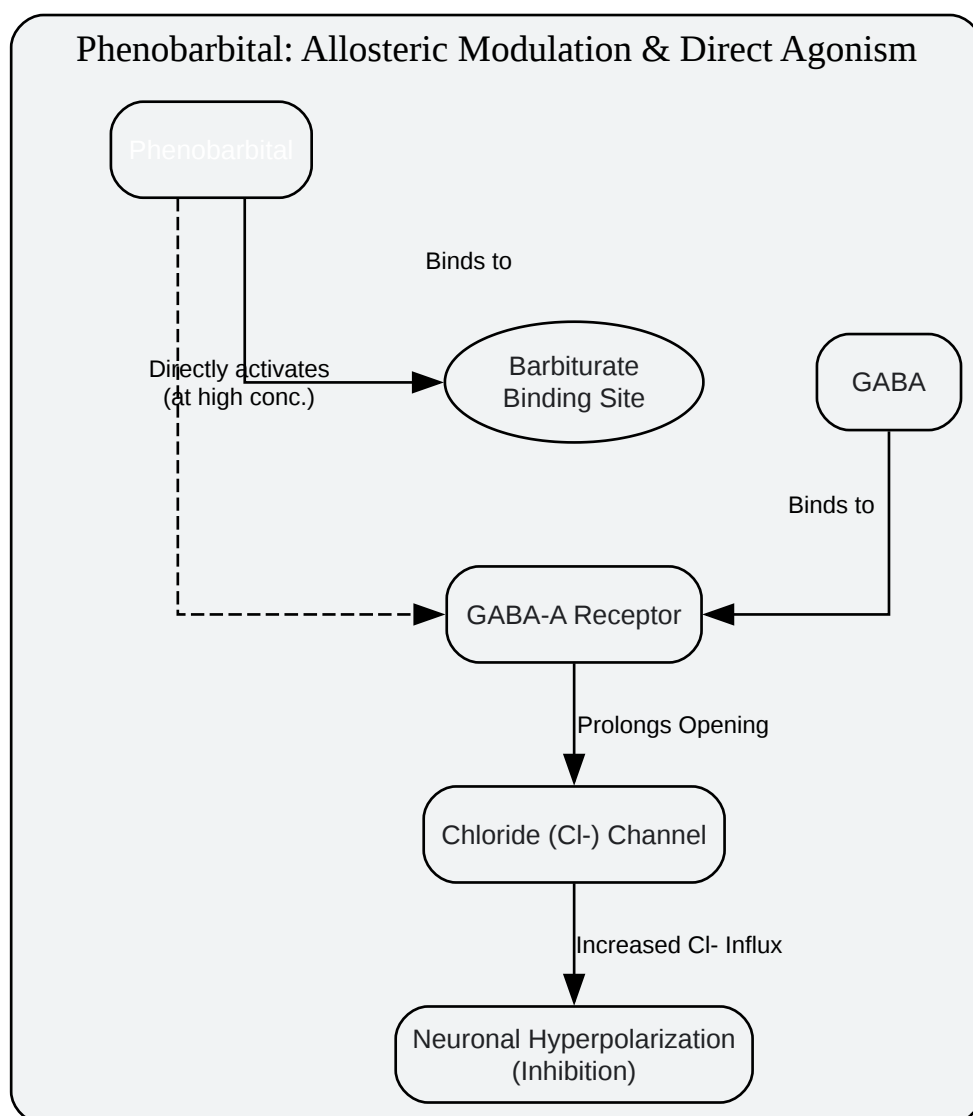 Phenobarbital: Allosteric Modulation & Direct Agonism
Phenobarbital
Binds to
Directly activates
(at high conc.)
Barbiturate
Binding Site
GABA
Binds to
GABA-A Receptor
Prolongs Opening
Chloride (Cl-) Channel
Increased Cl- Influx
Neuronal Hyperpolarization
(Inhibition)